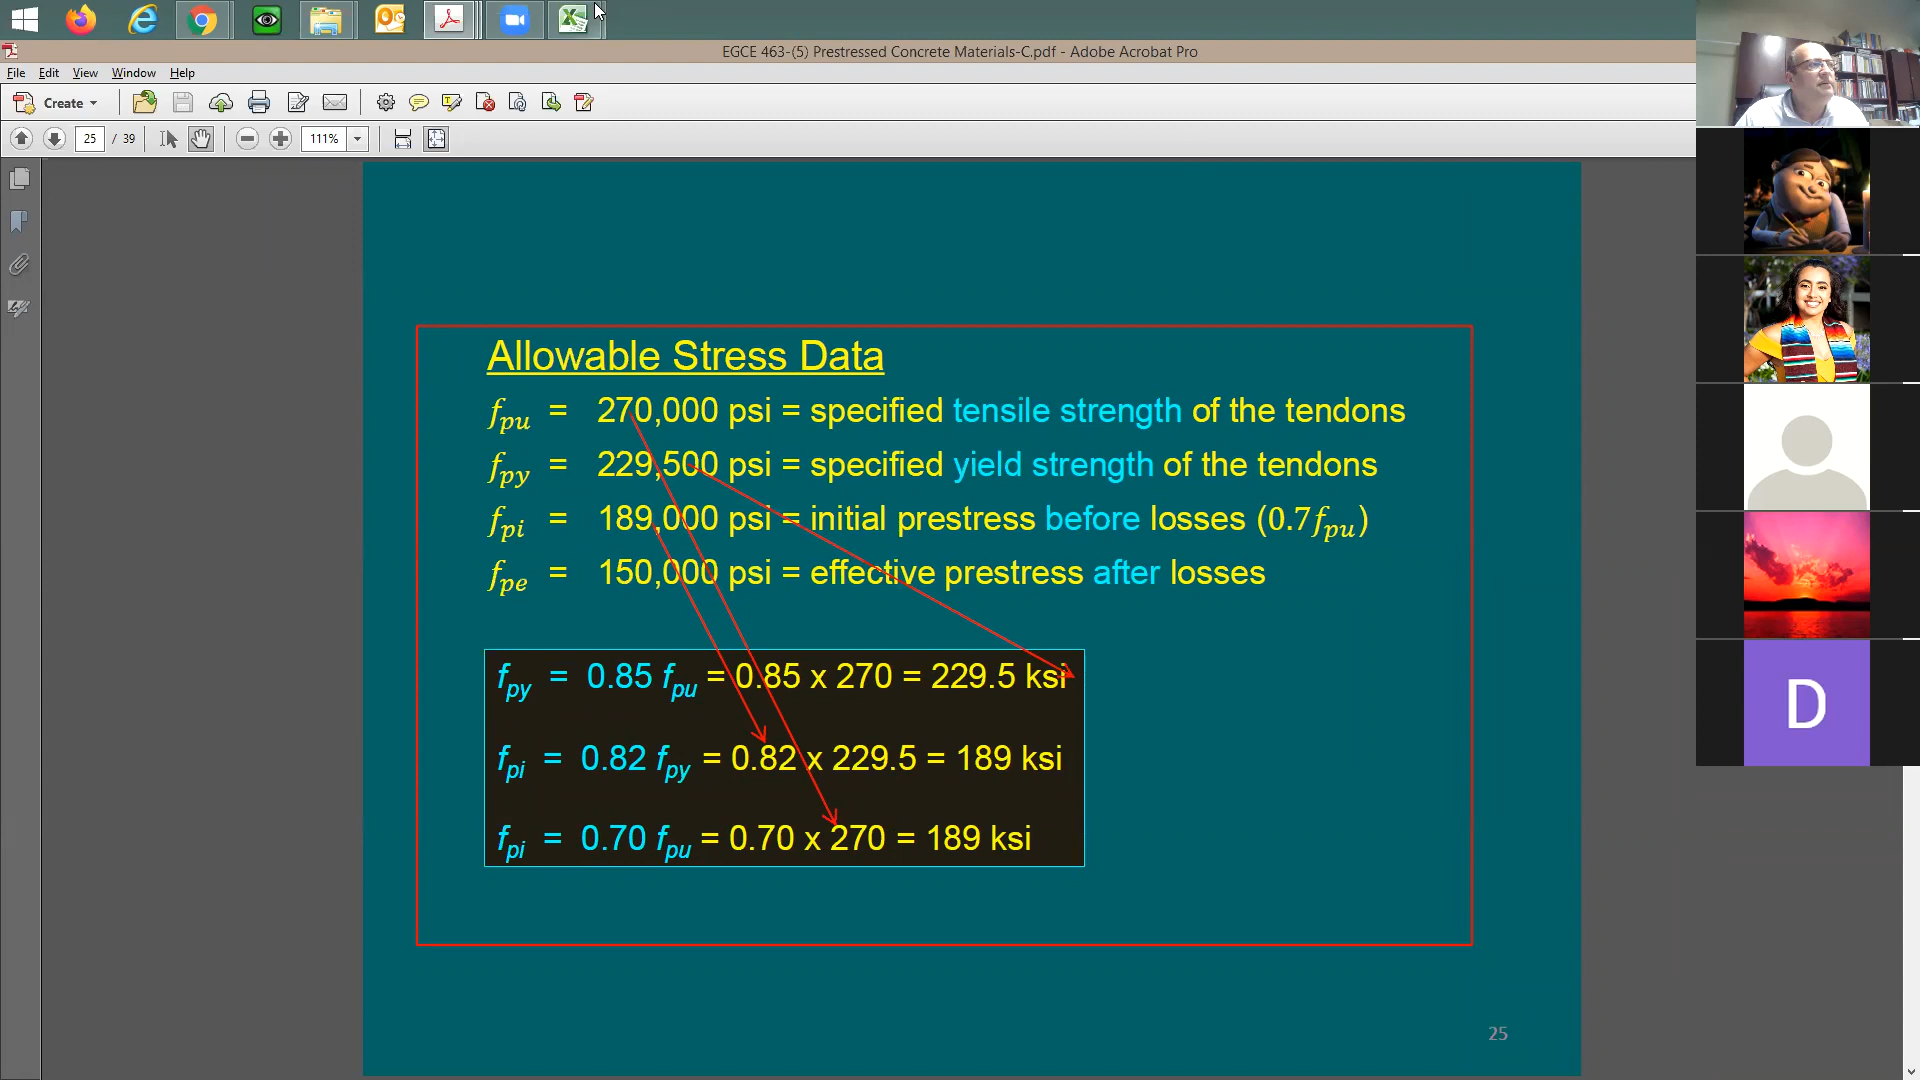 EGCE 463-(5) Prestressed Concrete Materials-C.pdf - Adobe Acrobat Pro
File Edit View Window Help
Create
25 / 39 111%
Allowable Stress Data
fpu = 270,000 psi = specified tensile strength of the tendons
fpy = 229,500 psi = specified yield strength of the tendons
fpi = 189,000 psi = initial prestress before losses (0.7fpu)
fpe = 150,000 psi = effective prestress after losses
fpy = 0.85 fpu = 0.85 x 270 = 229.5 ksi
fpi = 0.82 fpy = 0.82 x 229.5 = 189 ksi
fpi = 0.70 fpu = 0.70 x 270 = 189 ksi
25
D